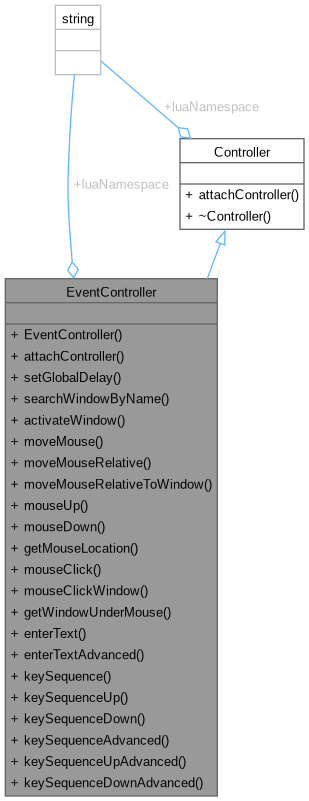 string
+luaNamespace
Controller
+ attachController()
+ ~Controller()
+luaNamespace
EventController
+ EventController()
+ attachController()
+ setGlobalDelay()
+ searchWindowByName()
+ activateWindow()
+ moveMouse()
+ moveMouseRelative()
+ moveMouseRelativeToWindow()
+ mouseUp()
+ mouseDown()
+ getMouseLocation()
+ mouseClick()
+ mouseClickWindow()
+ getWindowUnderMouse()
+ enterText()
+ enterTextAdvanced()
+ keySequence()
+ keySequenceUp()
+ keySequenceDown()
+ keySequenceAdvanced()
+ keySequenceUpAdvanced()
+ keySequenceDownAdvanced()